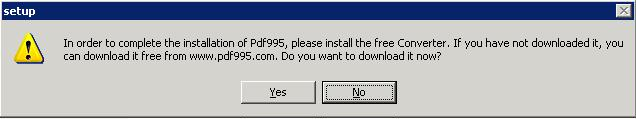 setup
In order to complete the installation of Pdf995, please install the free Converter. If you have not downloaded it, you
can download it free from www.pdf995.com. Do you want to download it now?
Yes
No